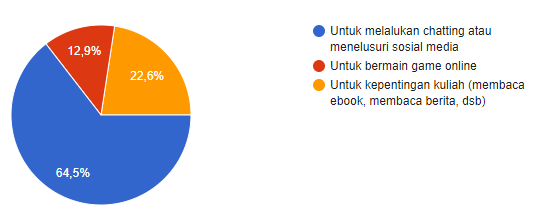 12,9%
22,6%
64,5%
Untuk melalukan chatting atau
menelusuri sosial media
Untuk bermain game online
Untuk kepentingan kuliah (membaca
ebook, membaca berita, dsb)